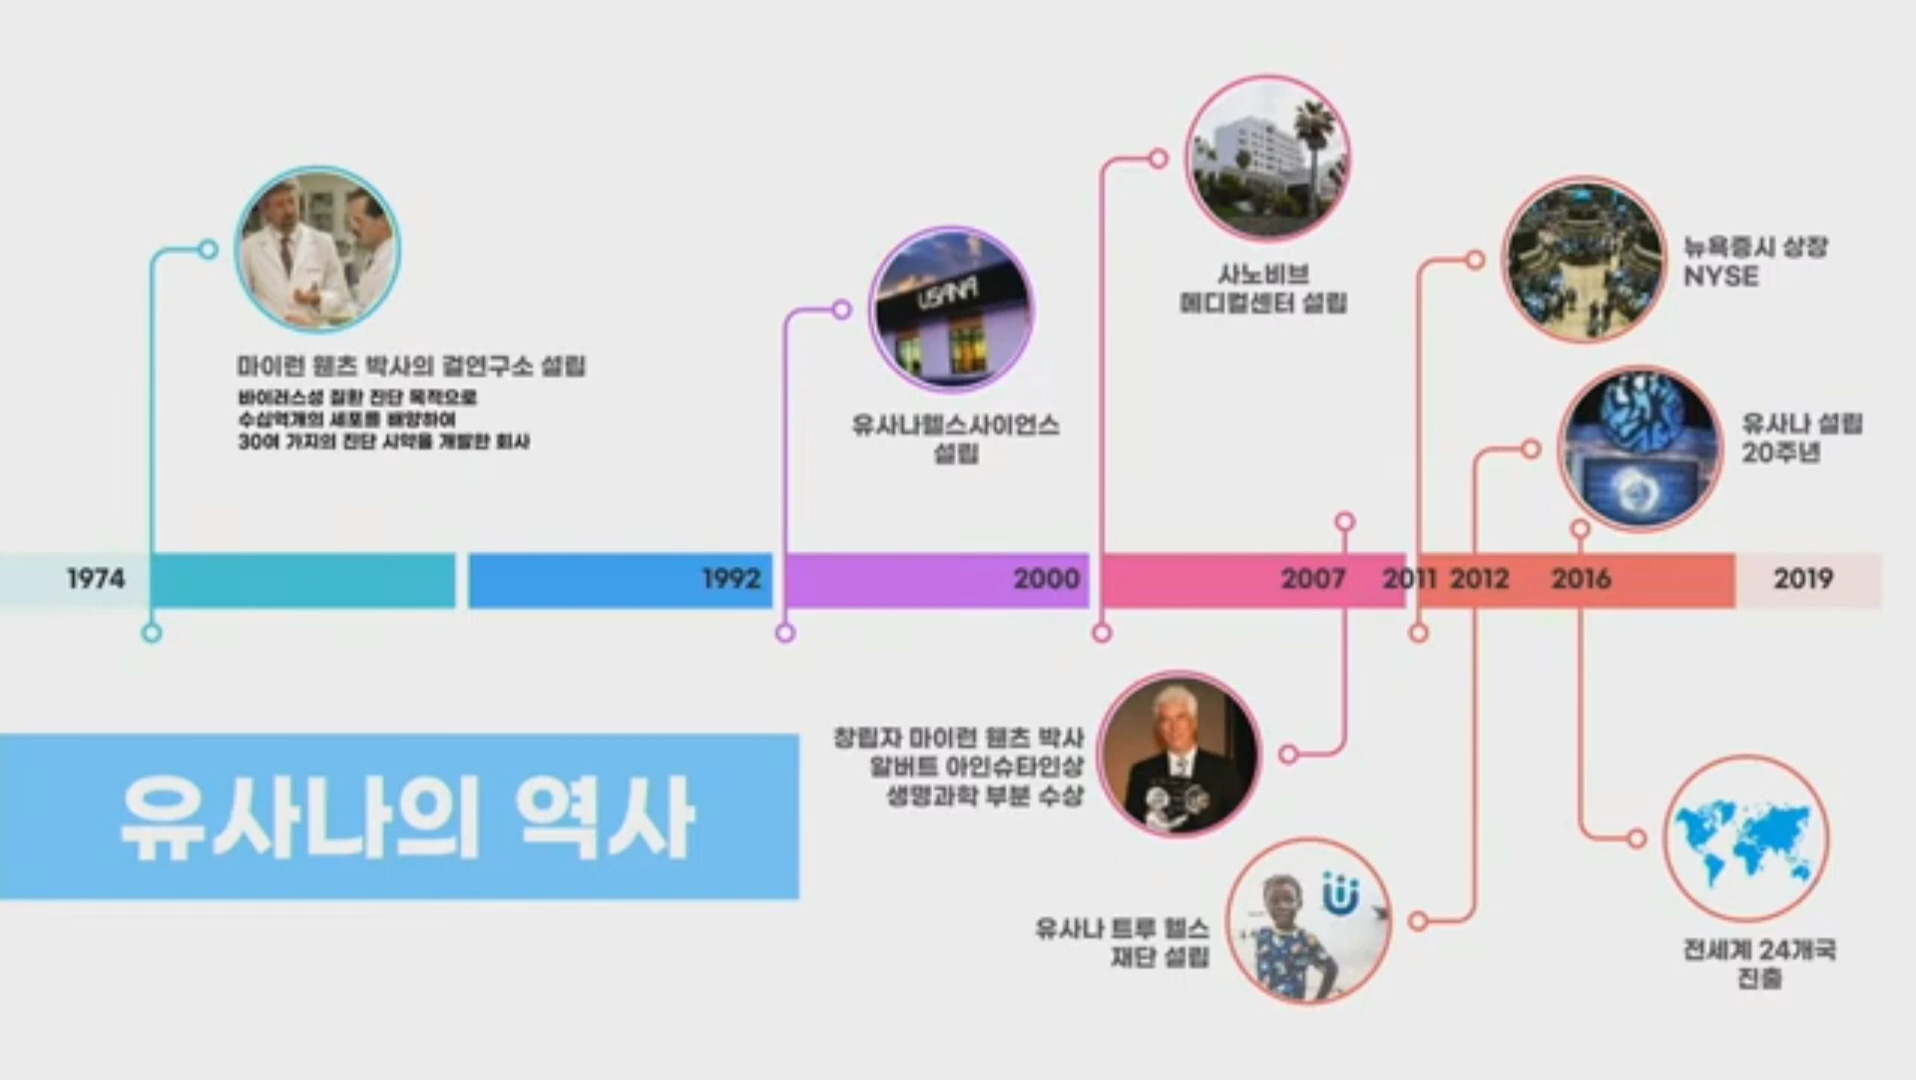 마이런 웬츠 박사의 걸연구소 설립
바이러스성 질환 진단 목적으로
수십억개의 세포를 배양하여
30여 가지의 진단 시약을 개발한 회사
USANA
유사나헬스사이언스
설립
사노비브
메디컬센터 설립
뉴욕증시 상장
NYSE
유사나 설립
20주년
1974
1992
2000
2007
2011
2012
2016
2019
유사나의 역사
창립자 마이런 웬츠 박사
알버트 아인슈타인상
생명과학 부분 수상
유사나 트루 헬스
재단 설립
전세계 24개국
진출